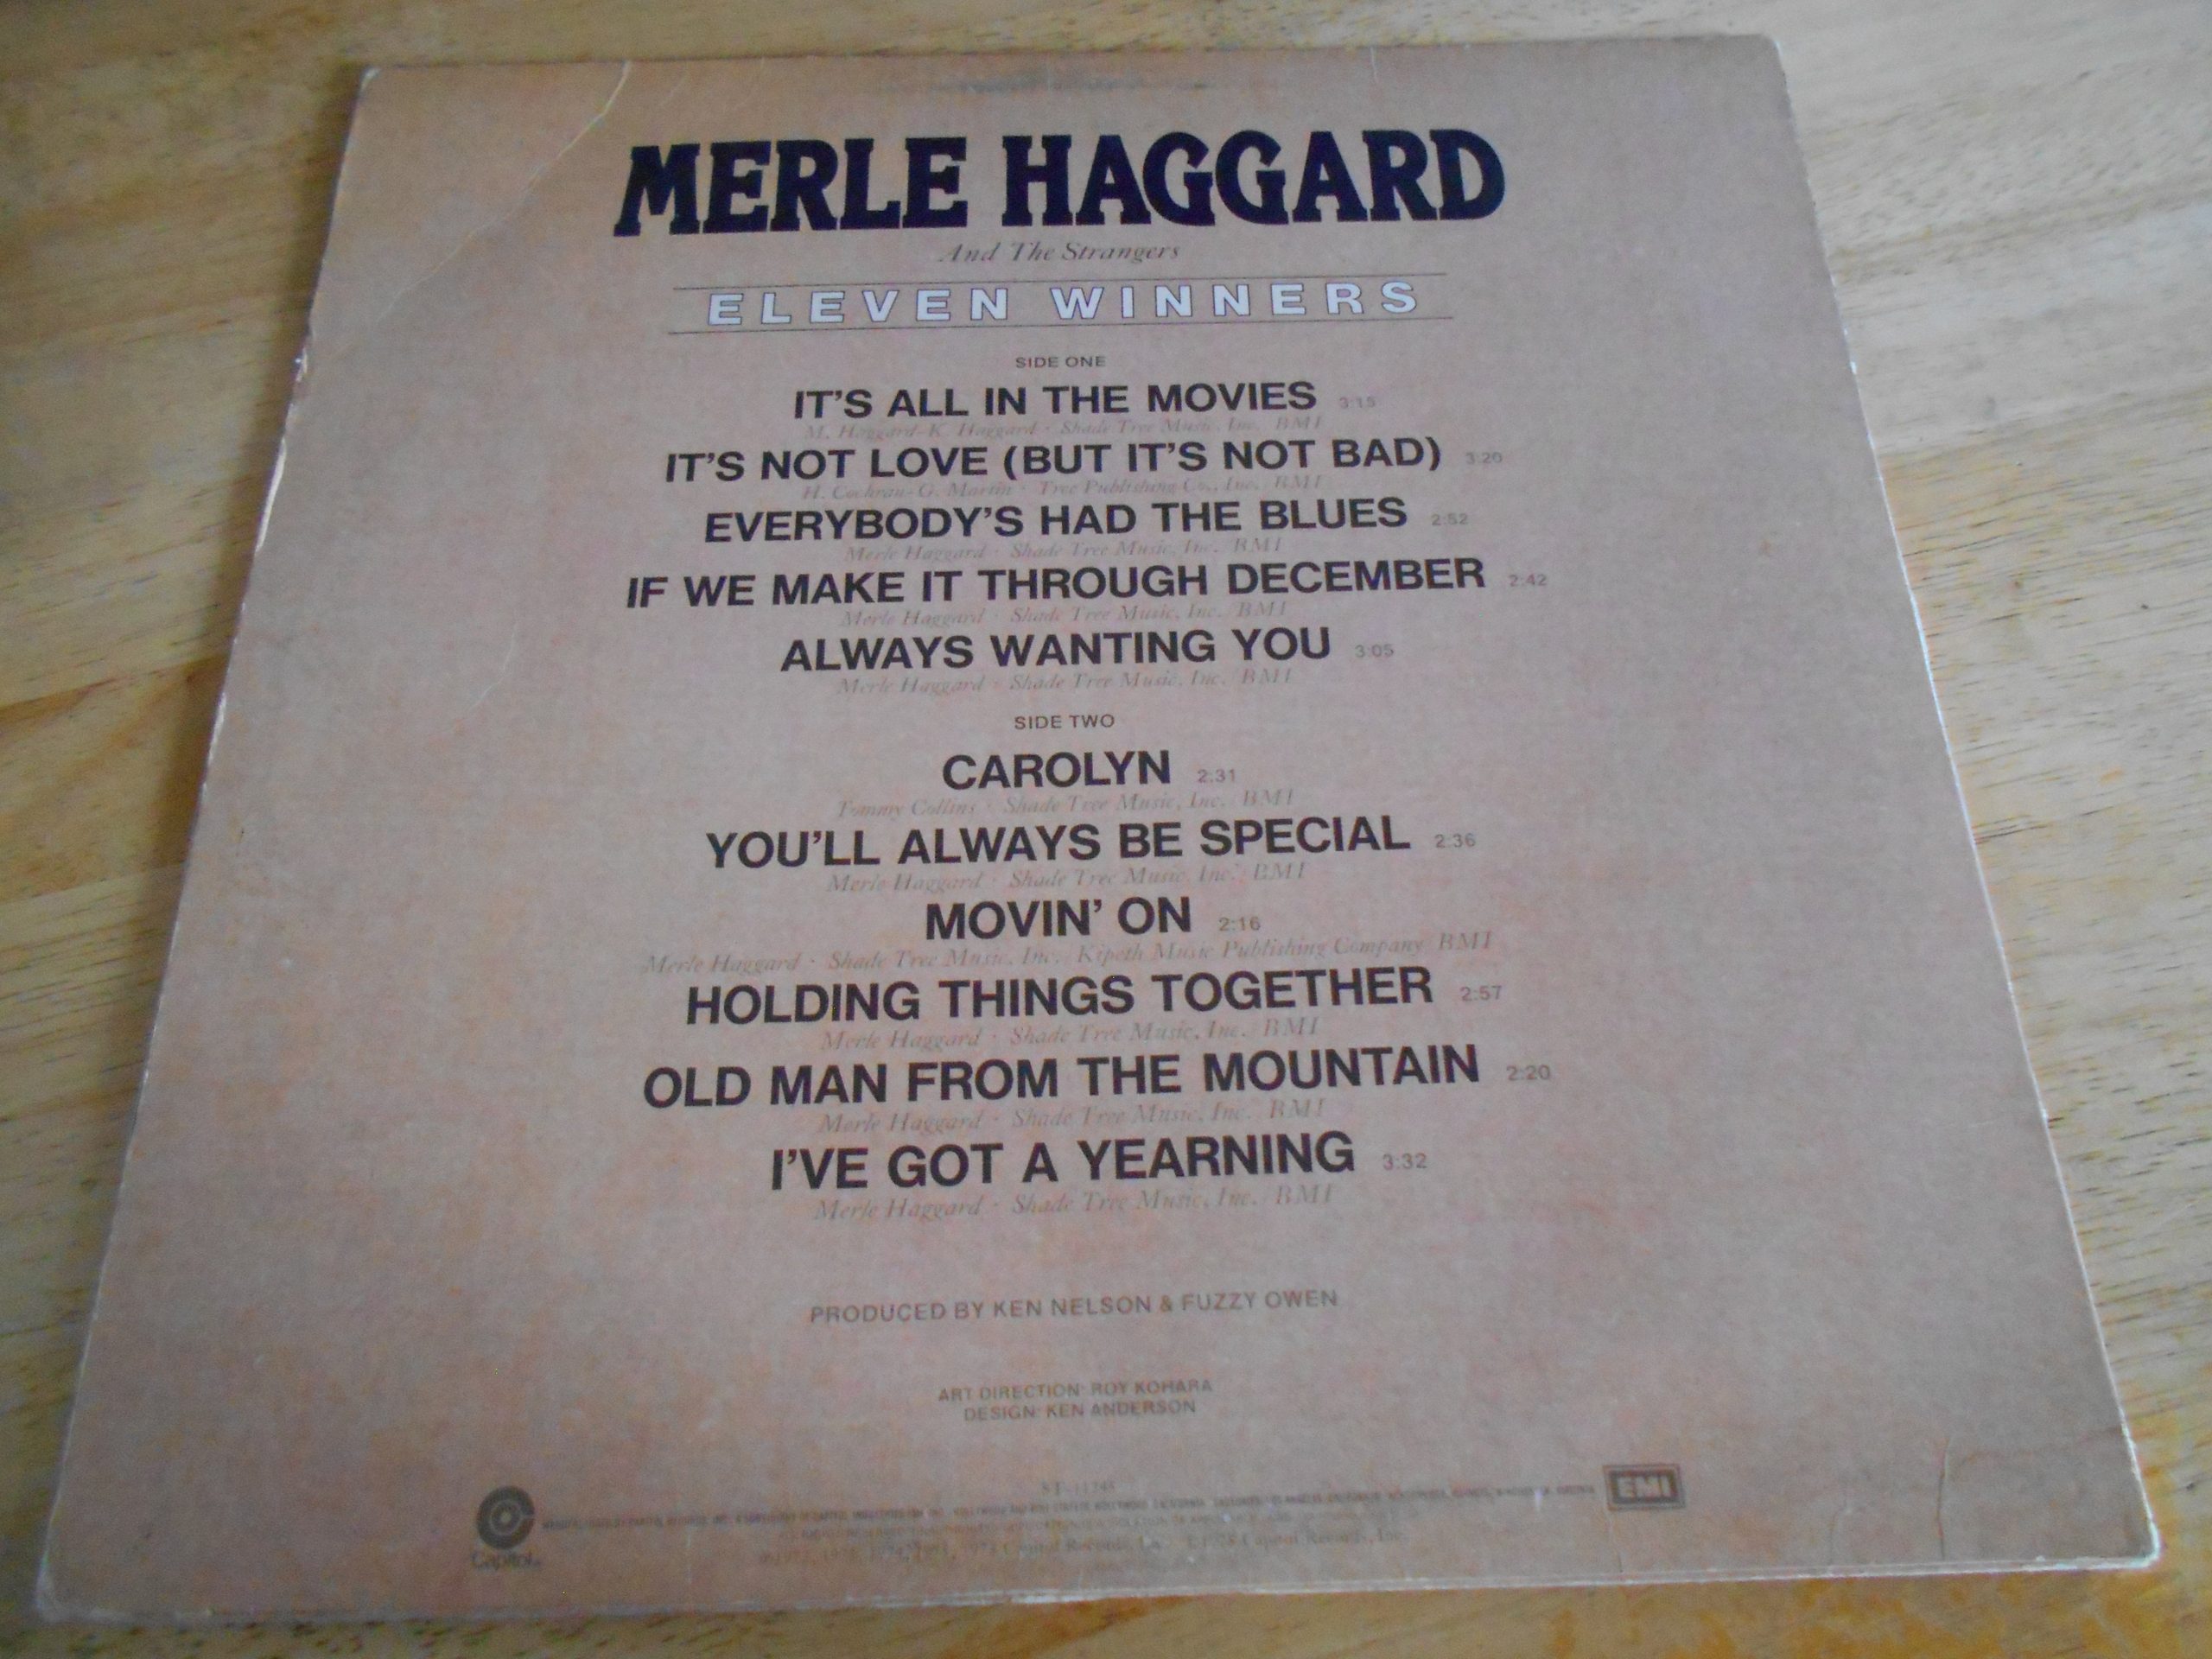 MERLE HAGGARD
And The Strangers
ELEVEN WINNERS
SIDE ONE
IT'S ALL IN THE MOVIES 3:15
M. Haggard-K. Haggard · Shade Tree Music, Inc. BMI
IT'S NOT LOVE (BUT IT'S NOT BAD) 3:20
H. Cochran-G. Martin · Tree Publishing Co., Inc. BMI
EVERYBODY'S HAD THE BLUES 2:52
Merle Haggard · Shade Tree Music, Inc. BMI
IF WE MAKE IT THROUGH DECEMBER 2:42
Merle Haggard · Shade Tree Music, Inc. BMI
ALWAYS WANTING YOU 3:05
Merle Haggard · Shade Tree Music, Inc. BMI
SIDE TWO
CAROLYN 2:31
Tommy Collins · Shade Tree Music, Inc. BMI
YOU'LL ALWAYS BE SPECIAL 2:36
Merle Haggard · Shade Tree Music, Inc. BMI
MOVIN' ON 2:16
Merle Haggard · Shade Tree Music, Inc. Kipeth Music Publishing Company BMI
HOLDING THINGS TOGETHER 2:57
Merle Haggard · Shade Tree Music, Inc. BMI
OLD MAN FROM THE MOUNTAIN 2:20
Merle Haggard · Shade Tree Music, Inc. BMI
I'VE GOT A YEARNING 3:32
Merle Haggard · Shade Tree Music, Inc. BMI
PRODUCED BY KEN NELSON & FUZZY OWEN
ART DIRECTION: ROY KOHARA
DESIGN: KEN ANDERSON
EMI
Capitol
Capitol Records, Inc.